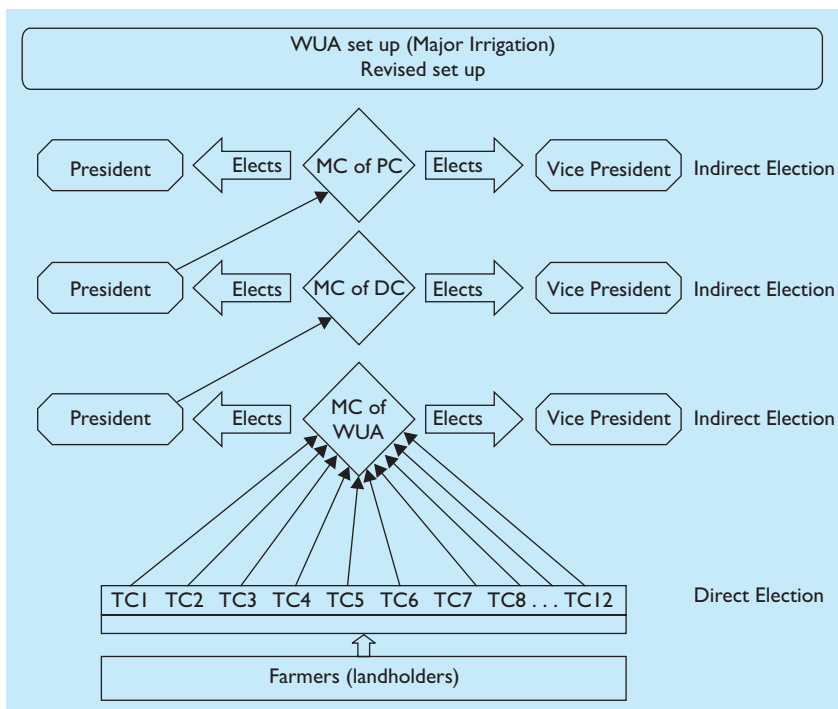 WUA set up (Major Irrigation)
Revised set up
President
Elects
MC of PC
Elects
Vice President
Indirect Election
President
Elects
MC of DC
Elects
Vice President
Indirect Election
President
Elects
MC of
WUA
Elects
Vice President
Indirect Election
TC1 TC2 TC3 TC4 TC5 TC6 TC7 TC8 . . . TC12
Direct Election
Farmers (landholders)